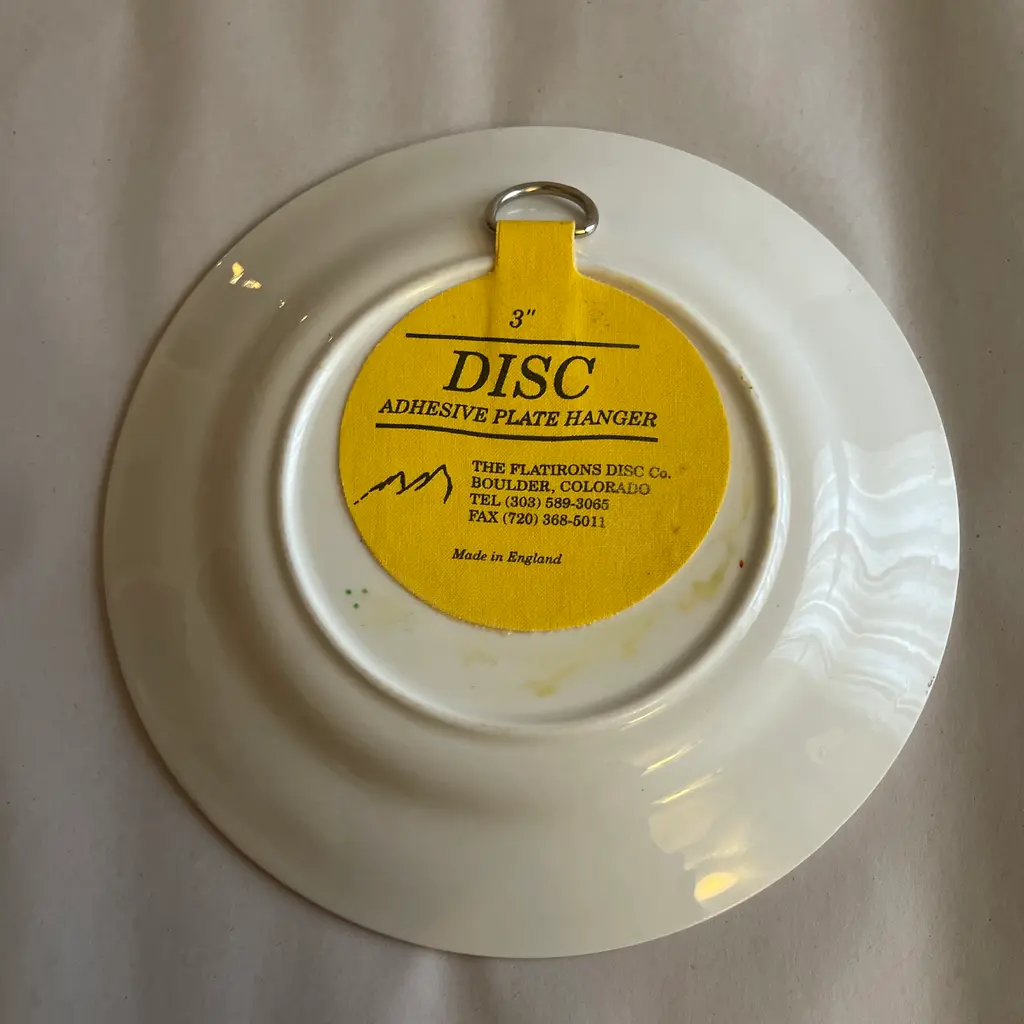 3"
DISC
ADHESIVE PLATE HANGER
THE FLATIRONS DISC Co.
BOULDER, COLORADO
TEL (303) 589-3065
FAX (720) 368-5011
Made in England